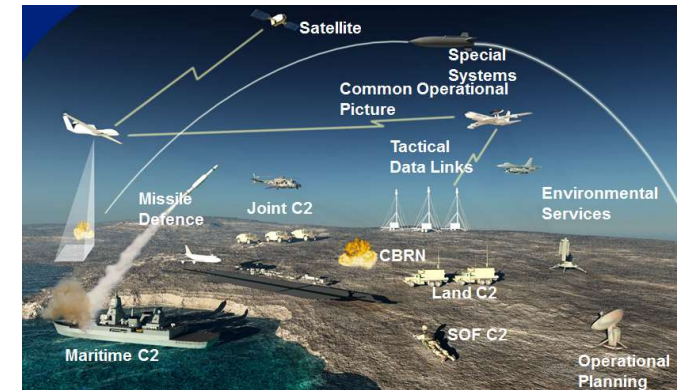 Satellite
Special
Systems
Common Operational
Picture
Tactical
Data Links
Missile
Defence
Joint C2
Environmental
Services
CBRN
Land C2
SOF C2
Maritime C2
Operational
Planning